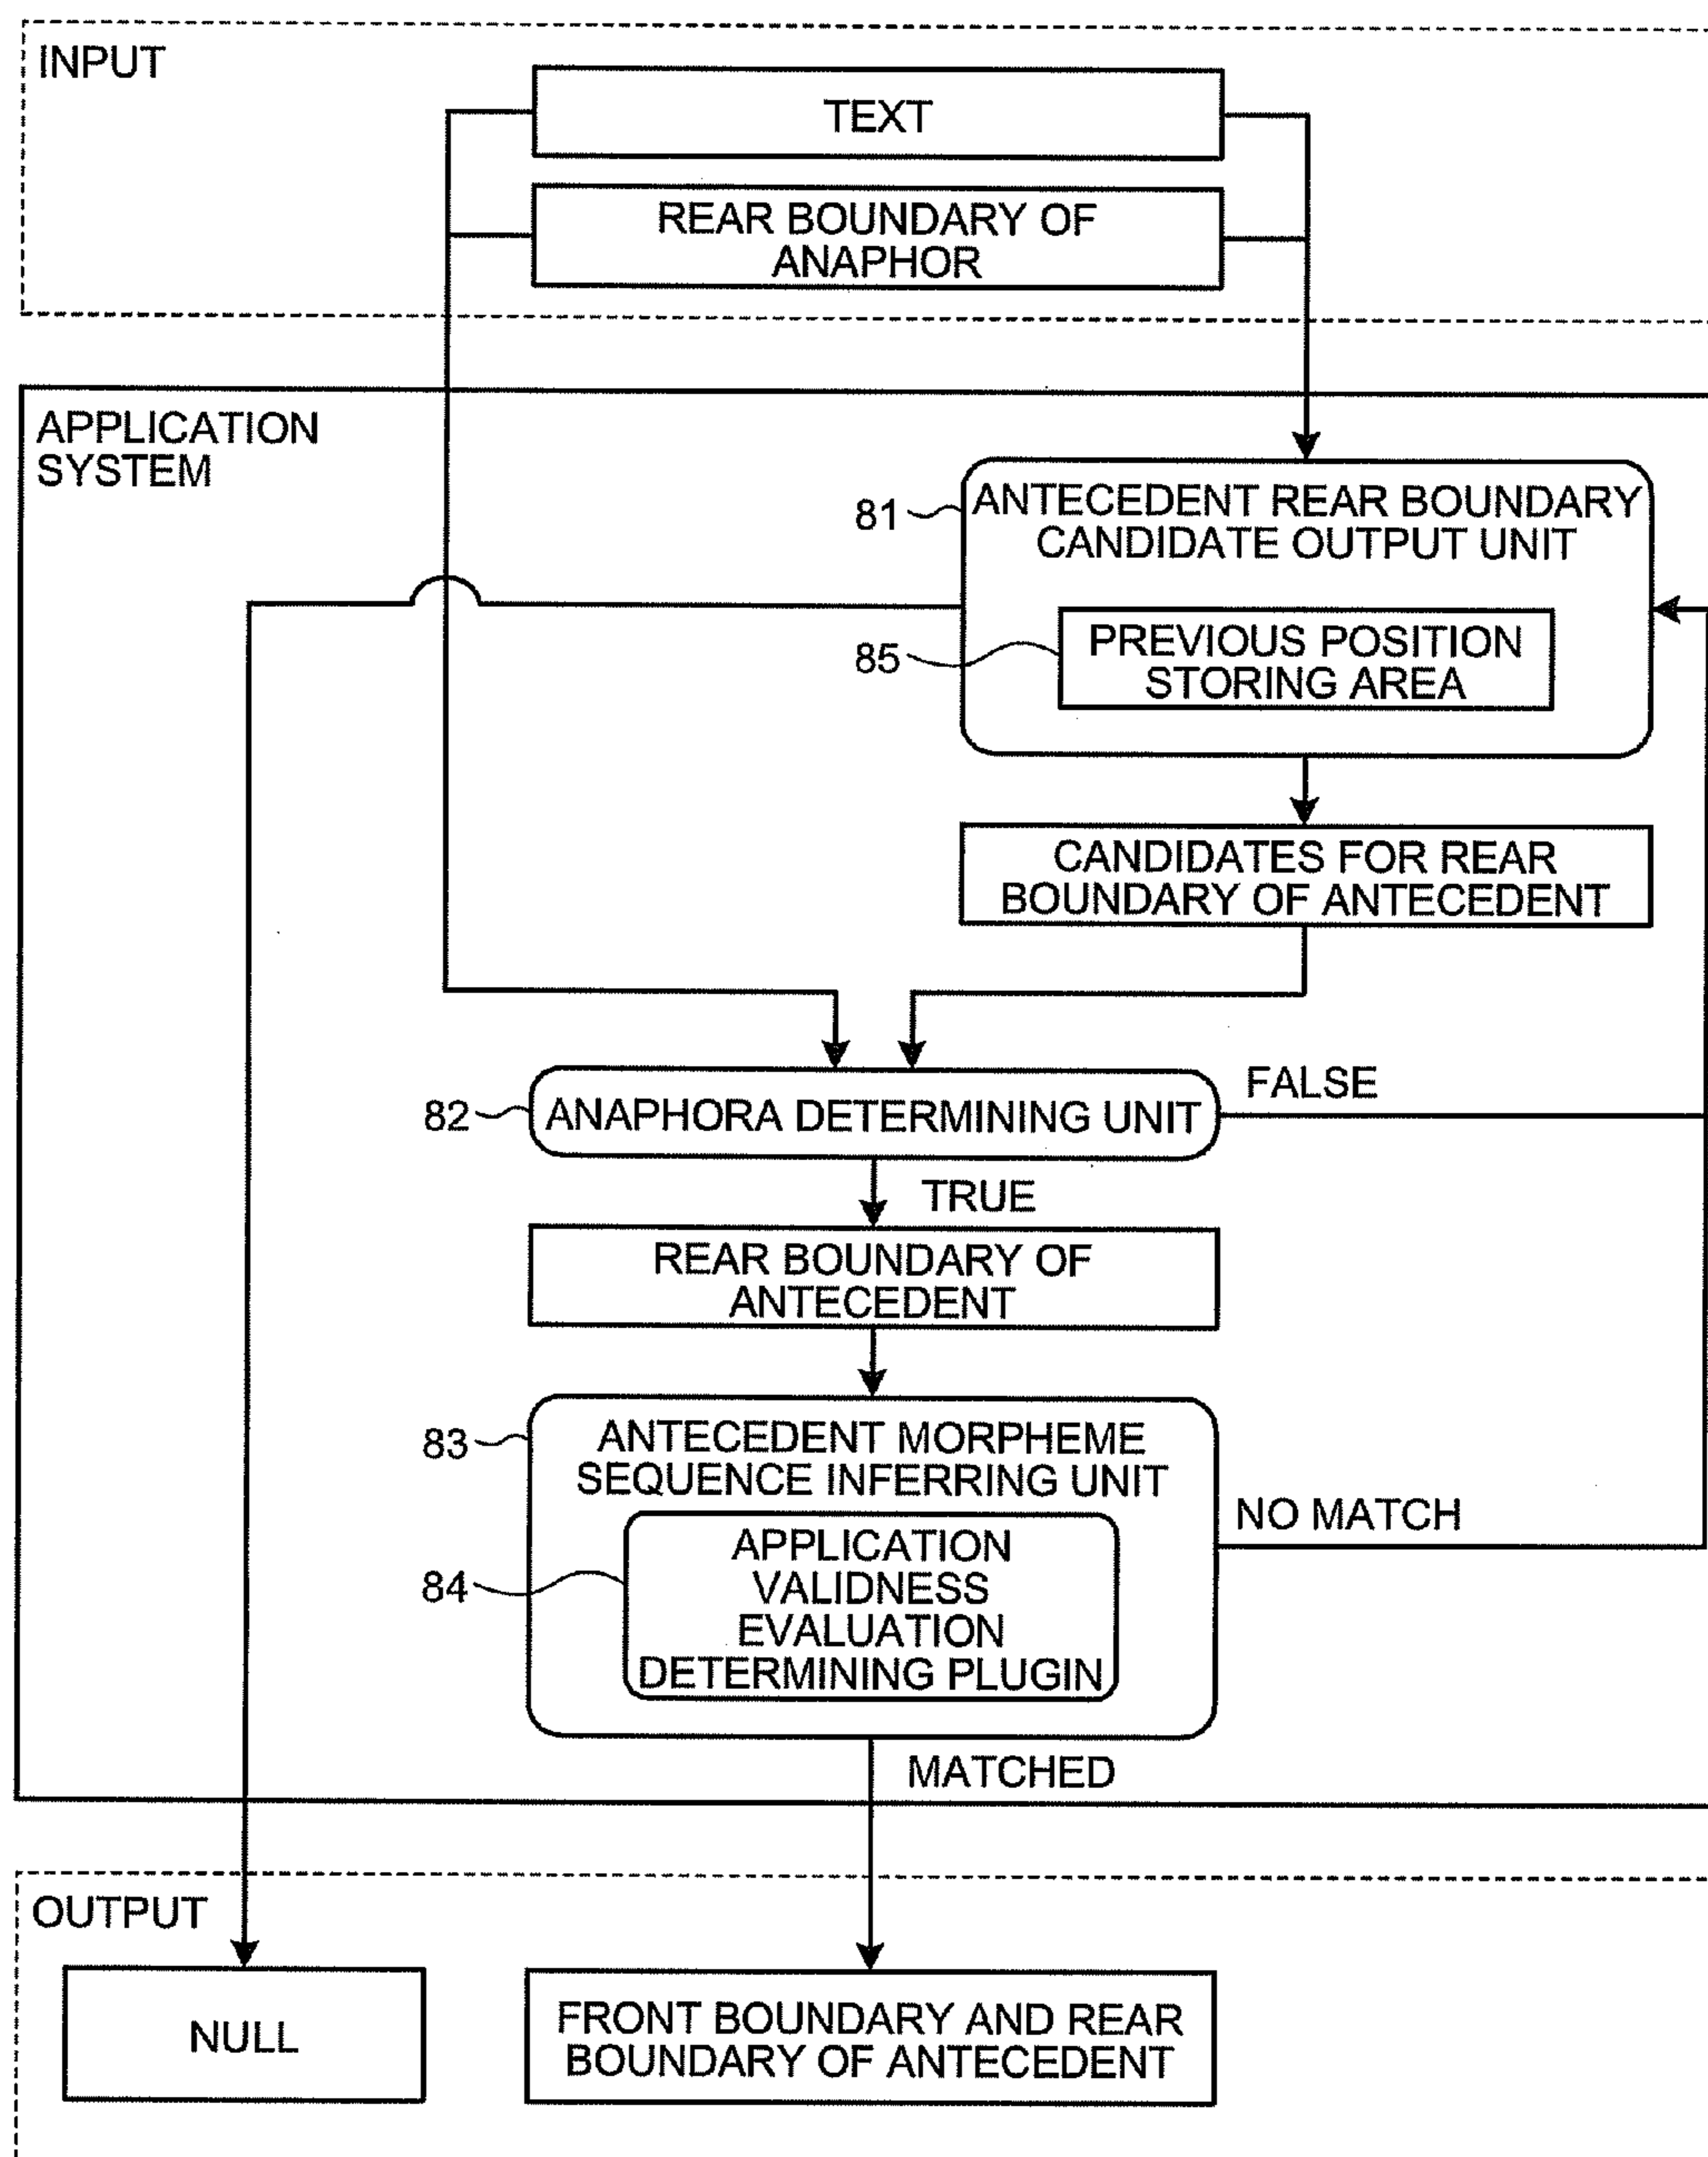 INPUT
TEXT
REAR BOUNDARY OF
ANAPHOR
APPLICATION
SYSTEM
81
ANTECEDENT REAR BOUNDARY
CANDIDATE OUTPUT UNIT
85
PREVIOUS POSITION
STORING AREA
CANDIDATES FOR REAR
BOUNDARY OF ANTECEDENT
82
ANAPHORA DETERMINING UNIT
FALSE
TRUE
REAR BOUNDARY OF
ANTECEDENT
83
ANTECEDENT MORPHEME
SEQUENCE INFERRING UNIT
NO MATCH
84
APPLICATION
VALIDNESS
EVALUATION
DETERMINING PLUGIN
MATCHED
OUTPUT
NULL
FRONT BOUNDARY AND REAR
BOUNDARY OF ANTECEDENT